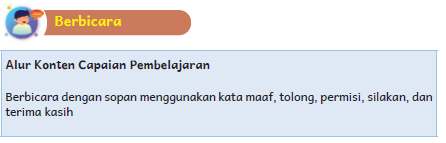 Berbicara
Alur Konten Capaian Pembelajaran
Berbicara dengan sopan menggunakan kata maaf, tolong, permisi, silakan, dan
terima kasih